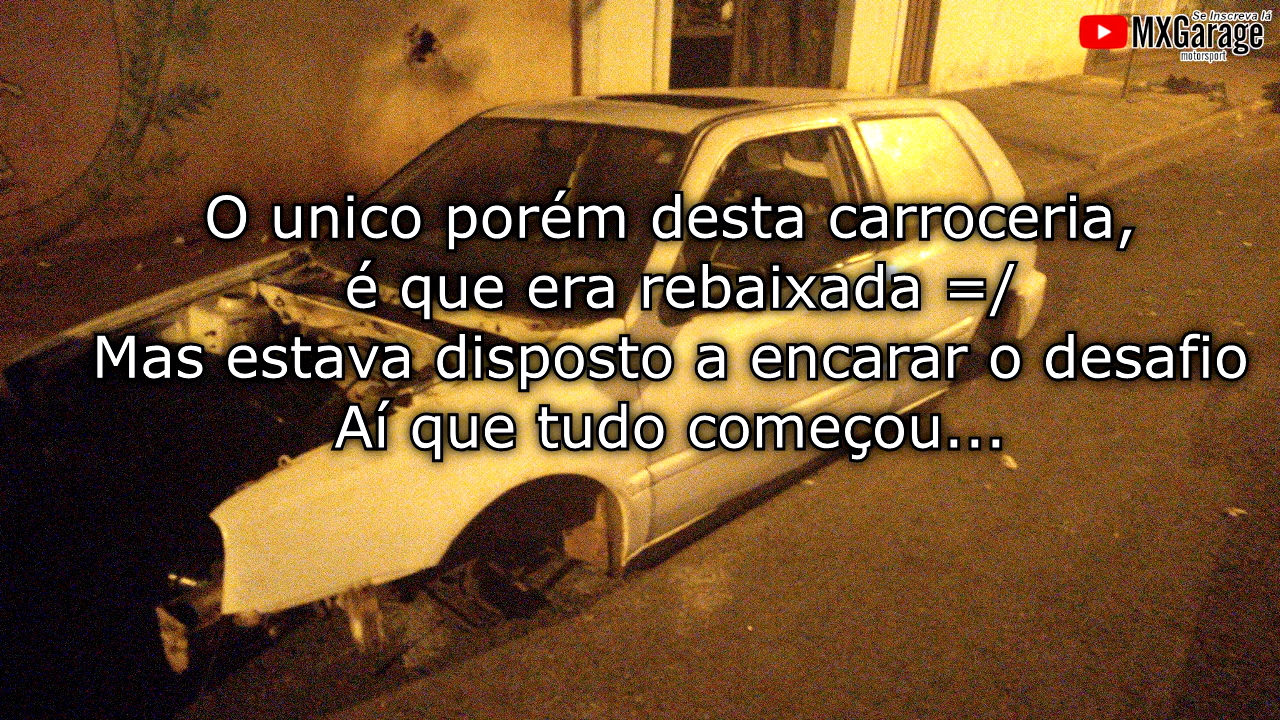 Se Inscreva lá
MXGarage
motorsport
O unico porém desta carroceria,
é que era rebaixada =/
Mas estava disposto a encarar o desafio
Aí que tudo começou...